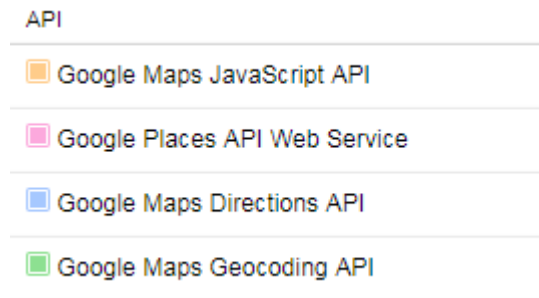 API
Google Maps JavaScript API
Google Places API Web Service
Google Maps Directions API
Google Maps Geocoding API